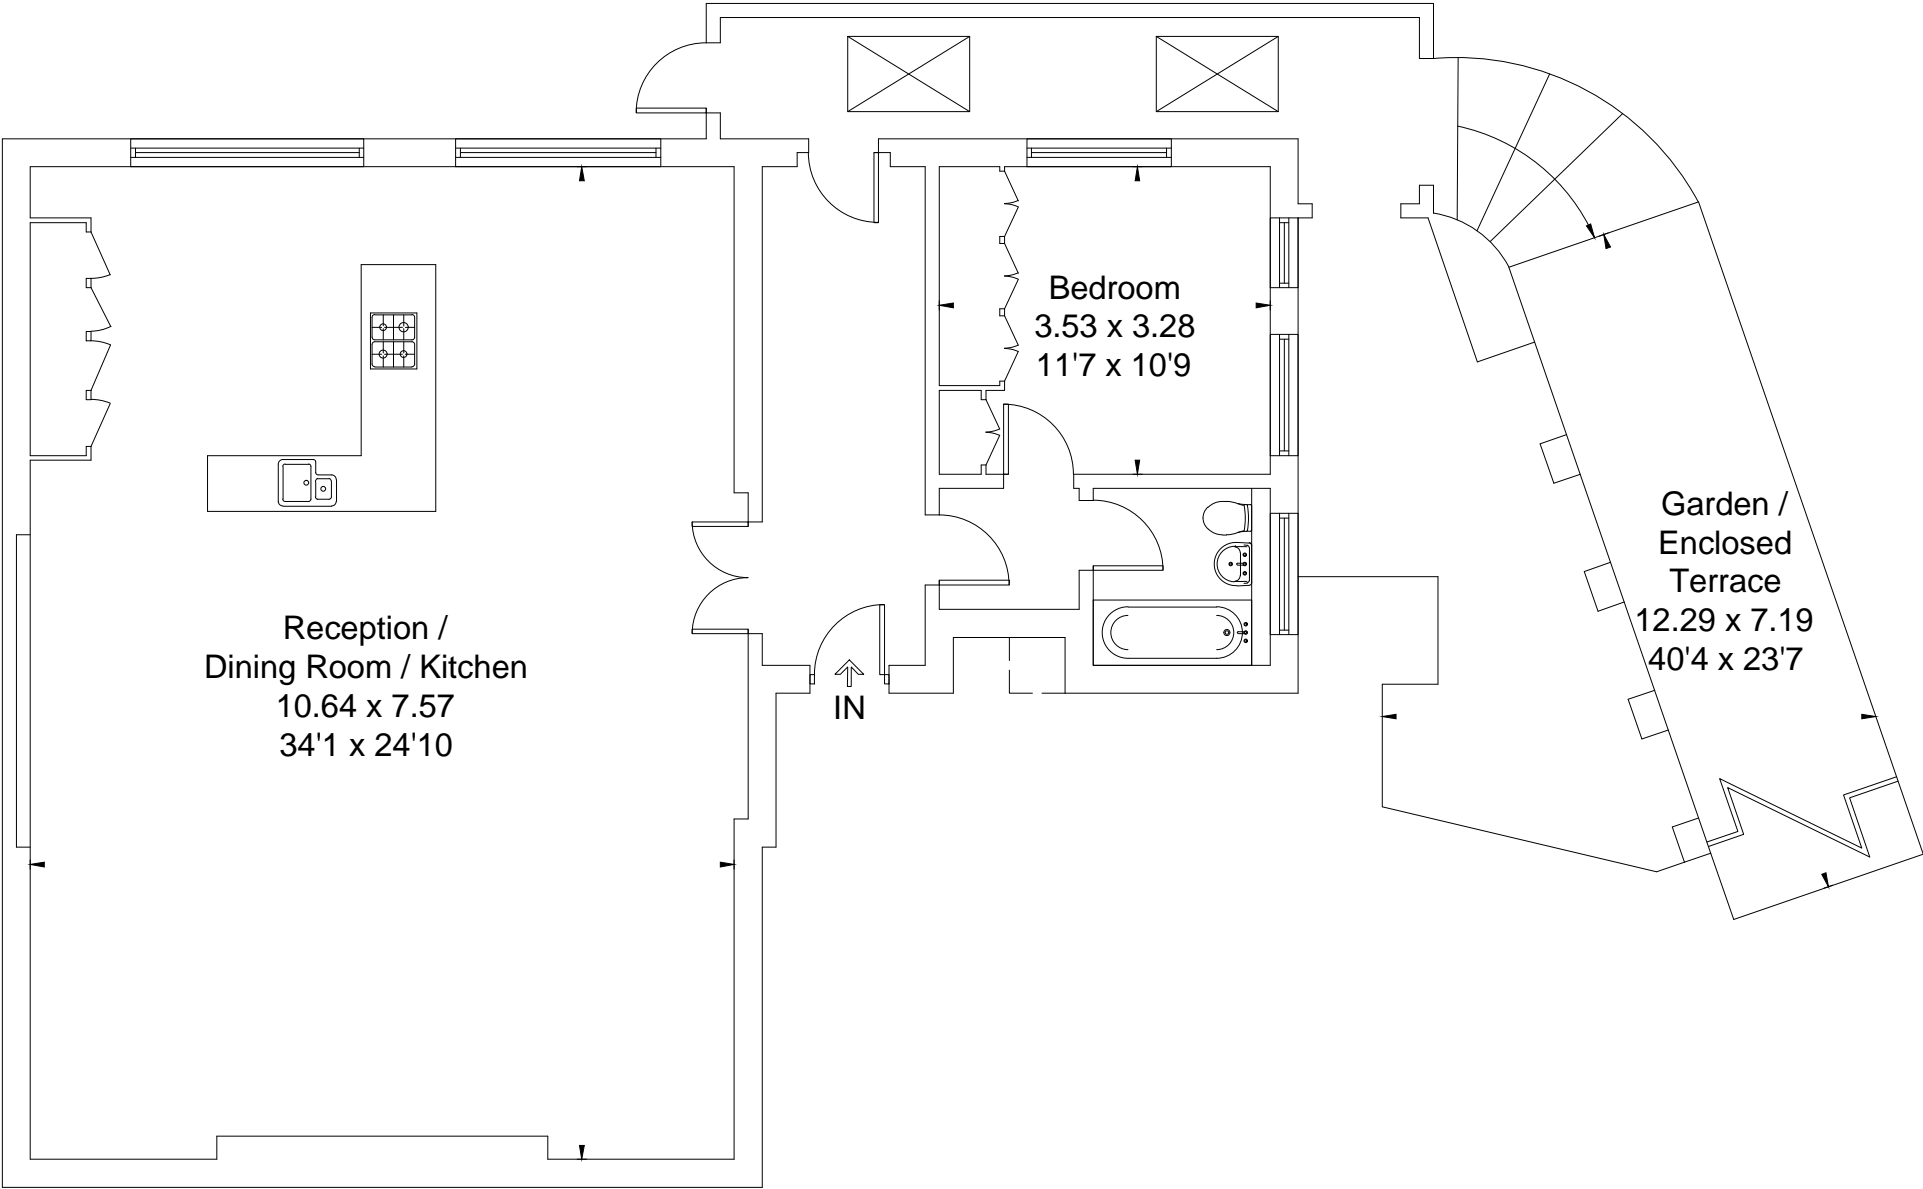 Bedroom
3.53 x 3.28
11'7 x 10'9
Garden /
Enclosed
Terrace
12.29 x 7.19
40'4 x 23'7
Reception /
Dining Room / Kitchen
10.64 x 7.57
34'1 x 24'10
IN